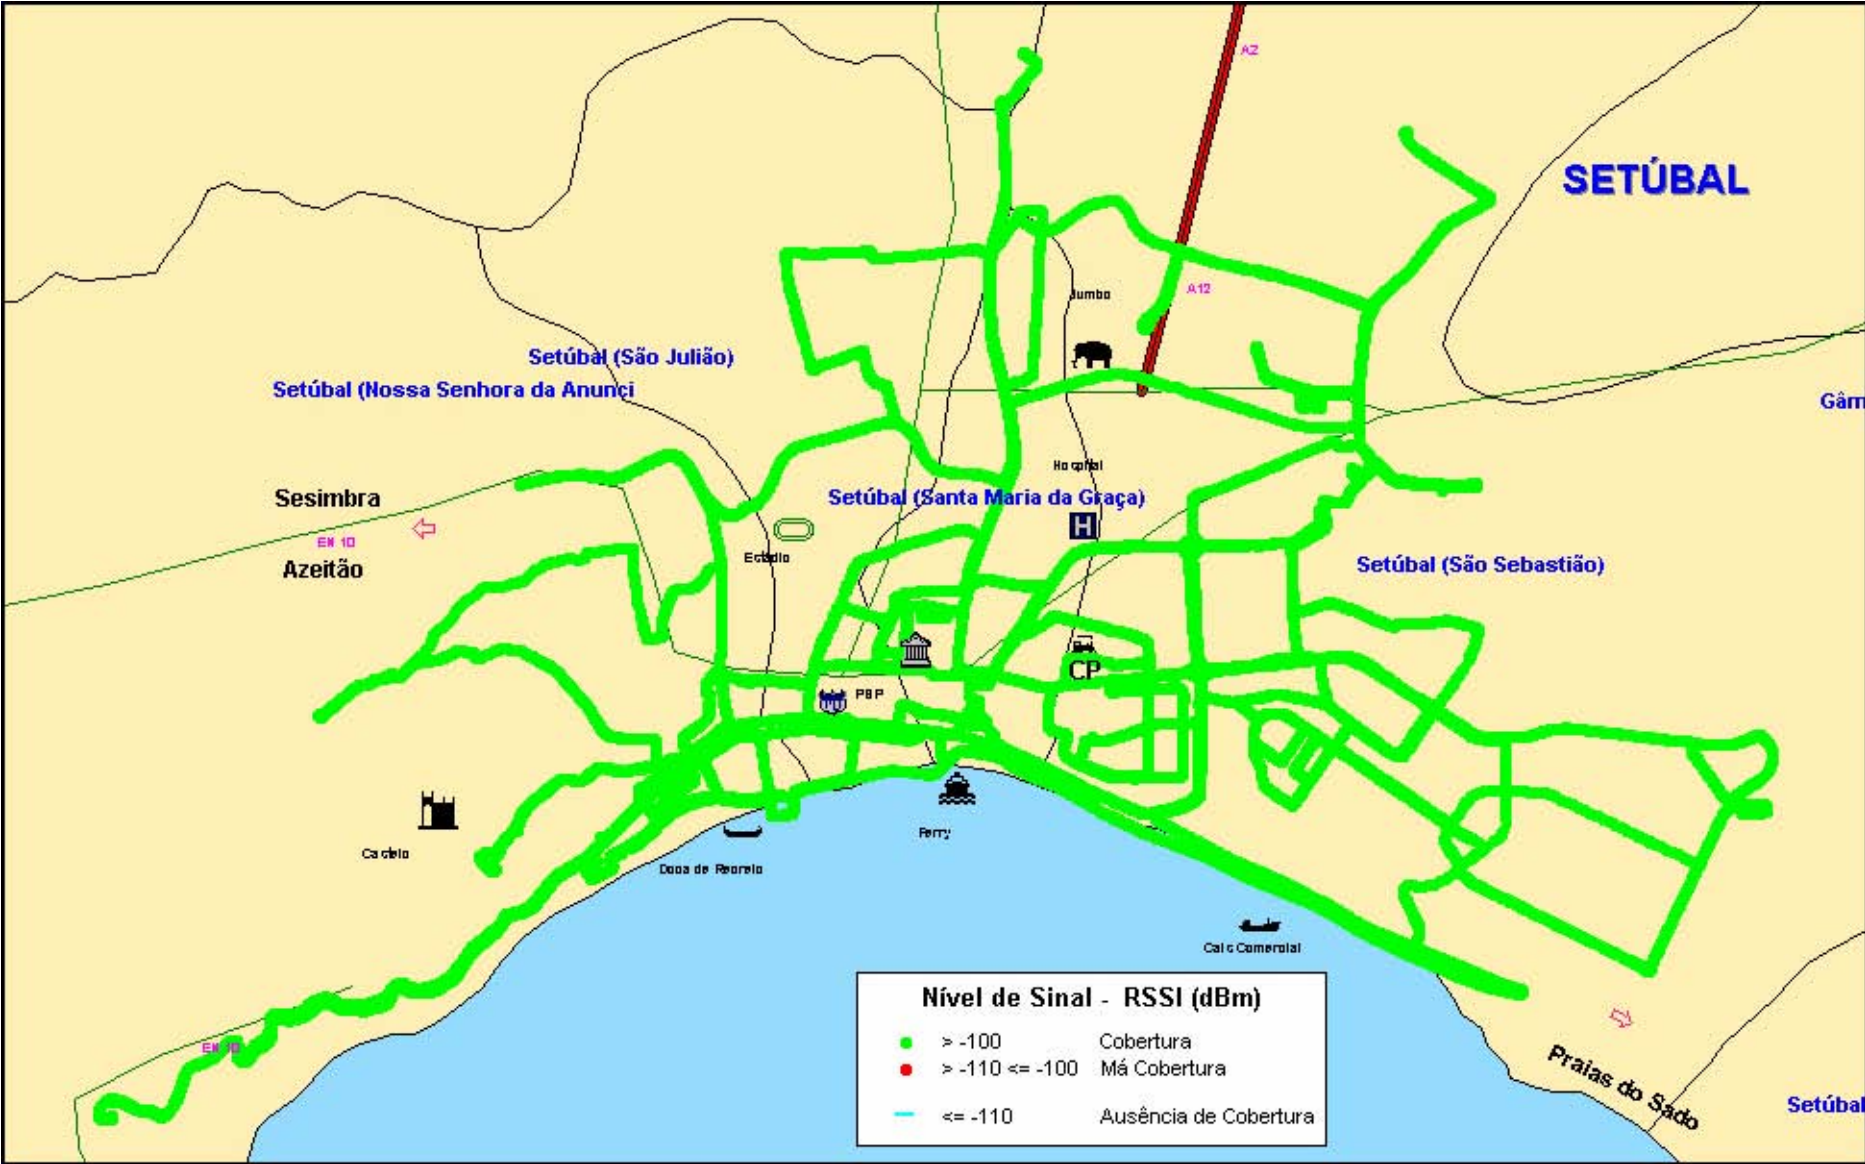 A2
SETÚBAL
A12
Jumbo
Setúbal (São Julião)
Setúbal (Nossa Senhora da Anunci
Gâm
Hospital
Sesimbra
Setúbal (Santa Maria da Graça)
H
EN 10
Estádio
Azeitão
Setúbal (São Sebastião)
CP
PSP
Castelo
Ferry
Doca de Recreio
Cais Comercial
Nível de Sinal - RSSI (dBm)
> -100 Cobertura
> -110 <= -100 Má Cobertura
<= -110 Ausência de Cobertura
EN 10
Praias do Sado
Setúbal